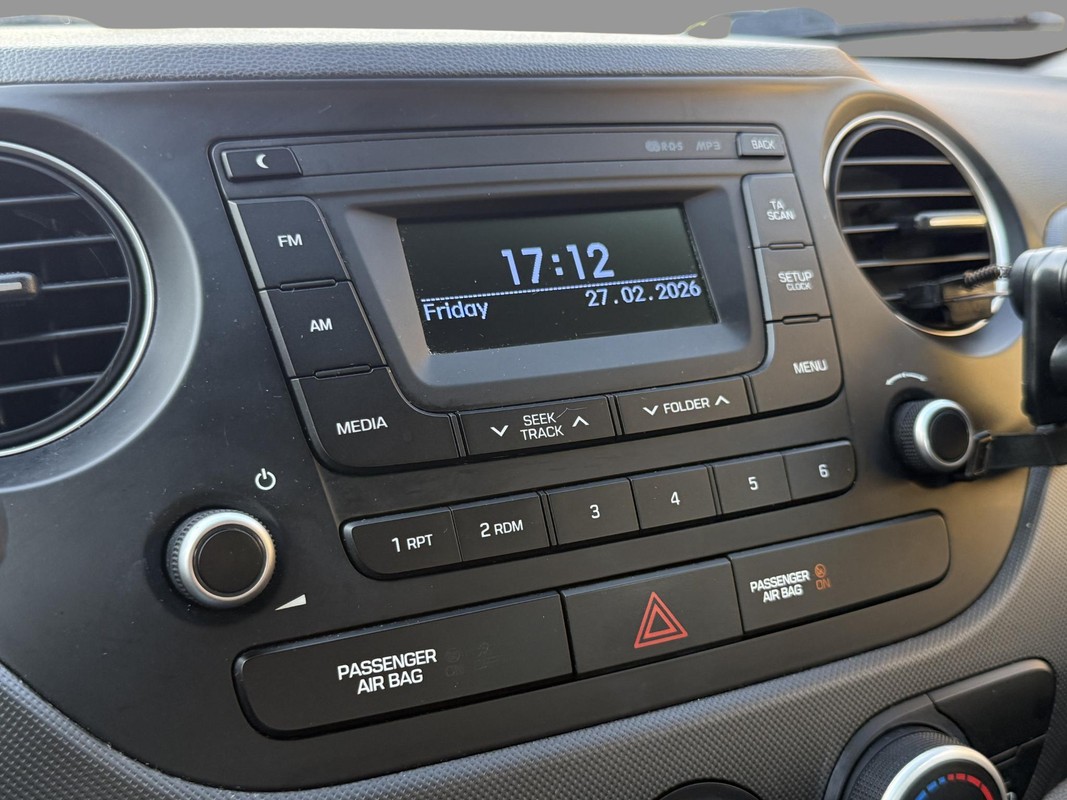 RDS MP3 BACK
FM
TA
SCAN
17:12
Friday 27.02.2026
SETUP
CLOCK
AM
MENU
MEDIA
SEEK
TRACK
FOLDER
1 RPT 2 RDM 3 4 5 6
PASSENGER
AIR BAG
ON
PASSENGER
AIR BAG